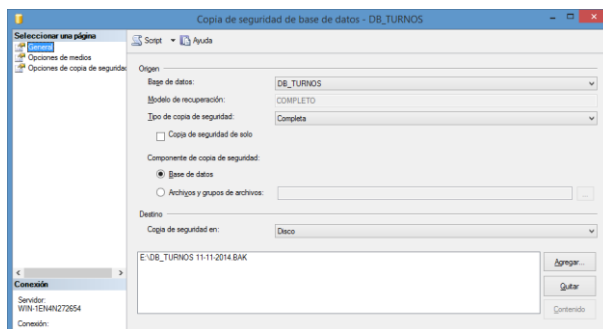 Copia de seguridad de base de datos - DB_TURNOS
Seleccionar una página
General
Opciones de medios
Opciones de copia de seguridad
Script
Ayuda
Origen
Base de datos:
DB_TURNOS
Modelo de recuperación:
COMPLETO
Tipo de copia de seguridad:
Completa
Copia de seguridad de solo
Componente de copia de seguridad:
Base de datos
Archivos y grupos de archivos:
...
Destino
Copia de seguridad en:
Disco
E:\DB_TURNOS 11-11-2014.BAK
Agregar...
Quitar
Contenido
Conexión
Servidor:
WIN-1EN4N272654
Conexión: